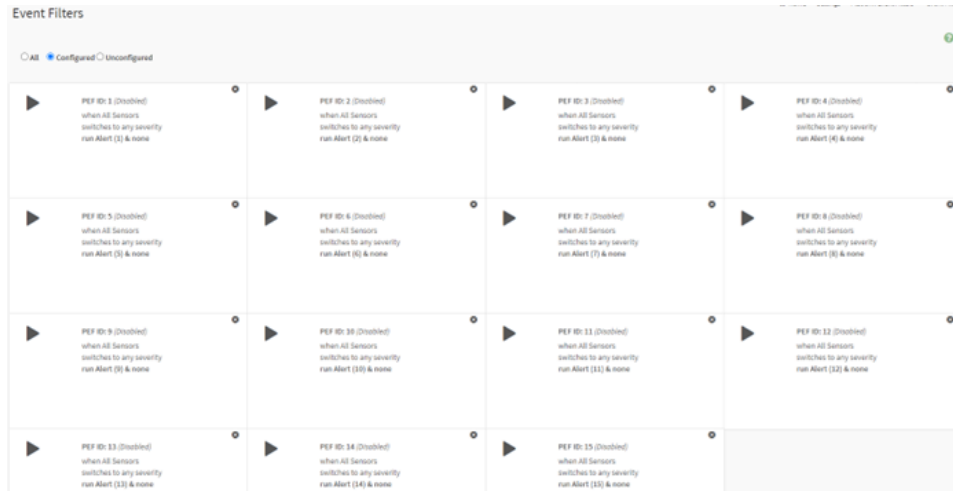 Event Filters
All Configured Unconfigured
PEF ID: 1 (Disabled)
when All Sensors
switches to any severity
run Alert (1) & none
PEF ID: 2 (Disabled)
when All Sensors
switches to any severity
run Alert (2) & none
PEF ID: 3 (Disabled)
when All Sensors
switches to any severity
run Alert (3) & none
PEF ID: 4 (Disabled)
when All Sensors
switches to any severity
run Alert (4) & none
PEF ID: 5 (Disabled)
when All Sensors
switches to any severity
run Alert (5) & none
PEF ID: 6 (Disabled)
when All Sensors
switches to any severity
run Alert (6) & none
PEF ID: 7 (Disabled)
when All Sensors
switches to any severity
run Alert (7) & none
PEF ID: 8 (Disabled)
when All Sensors
switches to any severity
run Alert (8) & none
PEF ID: 9 (Disabled)
when All Sensors
switches to any severity
run Alert (9) & none
PEF ID: 10 (Disabled)
when All Sensors
switches to any severity
run Alert (10) & none
PEF ID: 11 (Disabled)
when All Sensors
switches to any severity
run Alert (11) & none
PEF ID: 12 (Disabled)
when All Sensors
switches to any severity
run Alert (12) & none
PEF ID: 13 (Disabled)
when All Sensors
switches to any severity
run Alert (13) & none
PEF ID: 14 (Disabled)
when All Sensors
switches to any severity
run Alert (14) & none
PEF ID: 15 (Disabled)
when All Sensors
switches to any severity
run Alert (15) & none